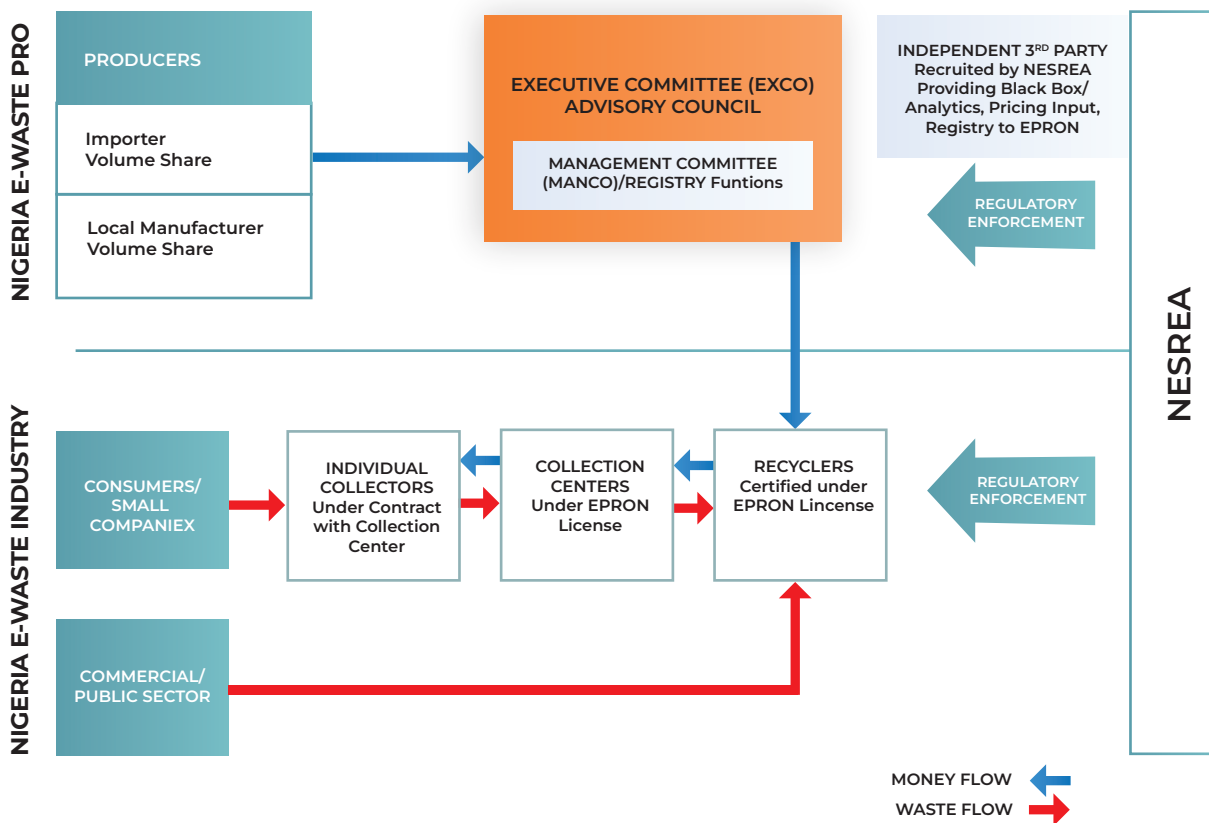 NIGERIA E-WASTE PRO
PRODUCERS
Importer
Volume Share
Local Manufacturer
Volume Share
EXECUTIVE COMMITTEE (EXCO)
ADVISORY COUNCIL
MANAGEMENT COMMITTEE
(MANCO)/REGISTRY Funtions
INDEPENDENT 3RD PARTY
Recruited by NESREA
Providing Black Box/
Analytics, Pricing Input,
Registry to EPRON
REGULATORY
ENFORCEMENT
NESREA
NIGERIA E-WASTE INDUSTRY
CONSUMERS/
SMALL
COMPANIEX
INDIVIDUAL
COLLECTORS
Under Contract
with Collection
Center
COLLECTION
CENTERS
Under EPRON
License
RECYCLERS
Certified under
EPRON Lincense
REGULATORY
ENFORCEMENT
COMMERCIAL/
PUBLIC SECTOR
MONEY FLOW
WASTE FLOW